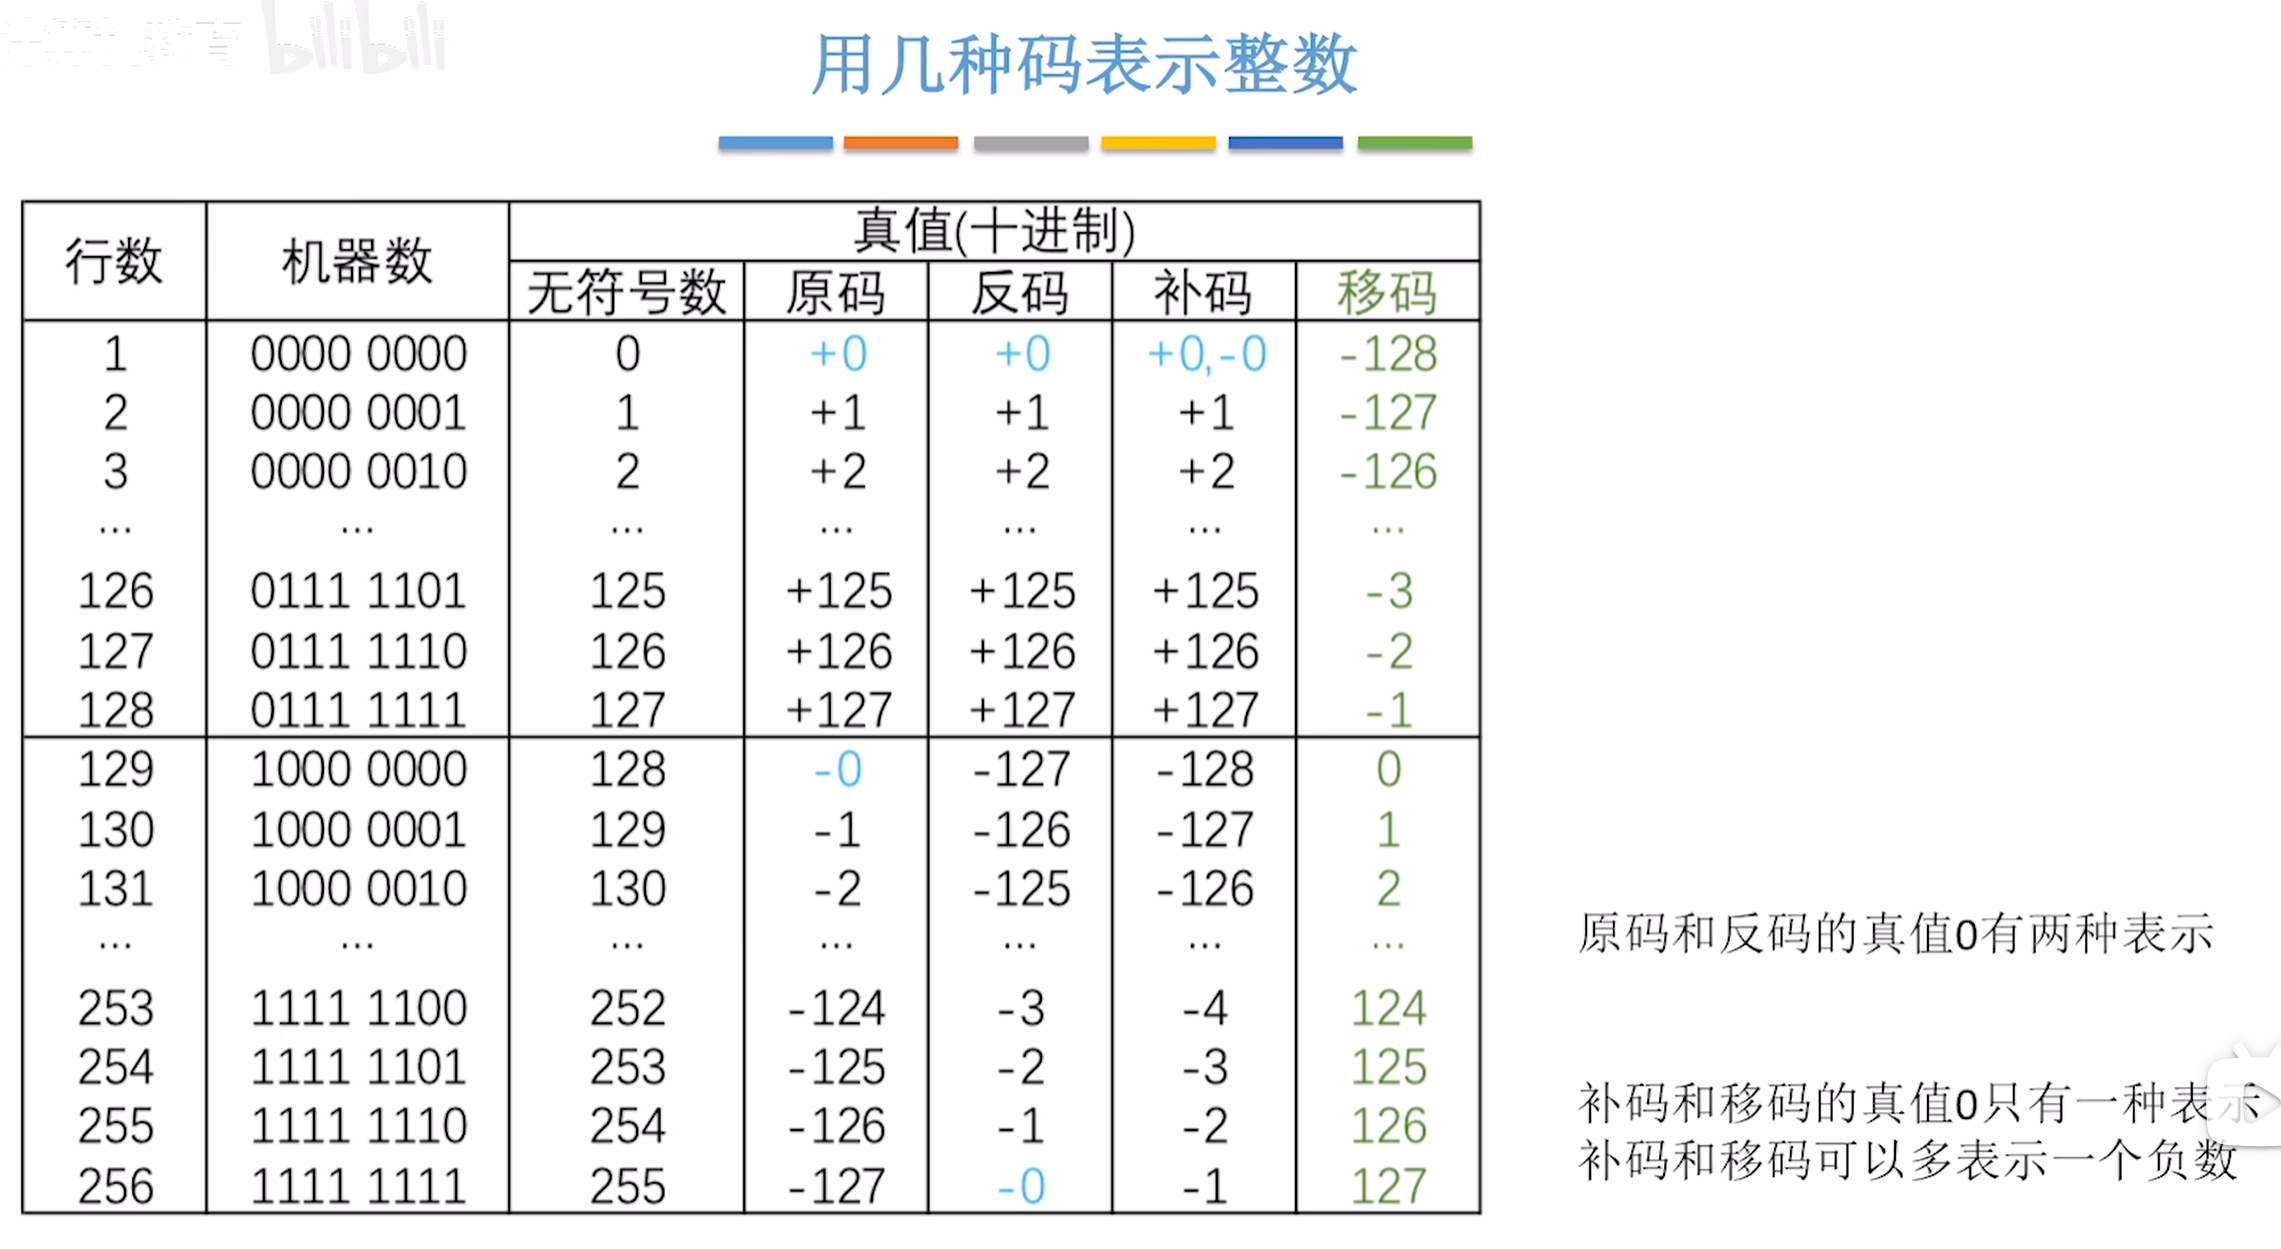 bilibili
用几种码表示整数
行数 机器数 真值(十进制)
无符号数 原码 反码 补码 移码
1 0000 0000 0 +0 +0 +0,-0 -128
2 0000 0001 1 +1 +1 +1 -127
3 0000 0010 2 +2 +2 +2 -126
... ... ... ... ... ... ...
126 0111 1101 125 +125 +125 +125 -3
127 0111 1110 126 +126 +126 +126 -2
128 0111 1111 127 +127 +127 +127 -1
129 1000 0000 128 -0 -127 -128 0
130 1000 0001 129 -1 -126 -127 1
131 1000 0010 130 -2 -125 -126 2
... ... ... ... ... ... ...
253 1111 1100 252 -124 -3 -4 124
254 1111 1101 253 -125 -2 -3 125
255 1111 1110 254 -126 -1 -2 126
256 1111 1111 255 -127 -0 -1 127
原码和反码的真值0有两种表示
补码和移码的真值0只有一种表示
补码和移码可以多表示一个负数